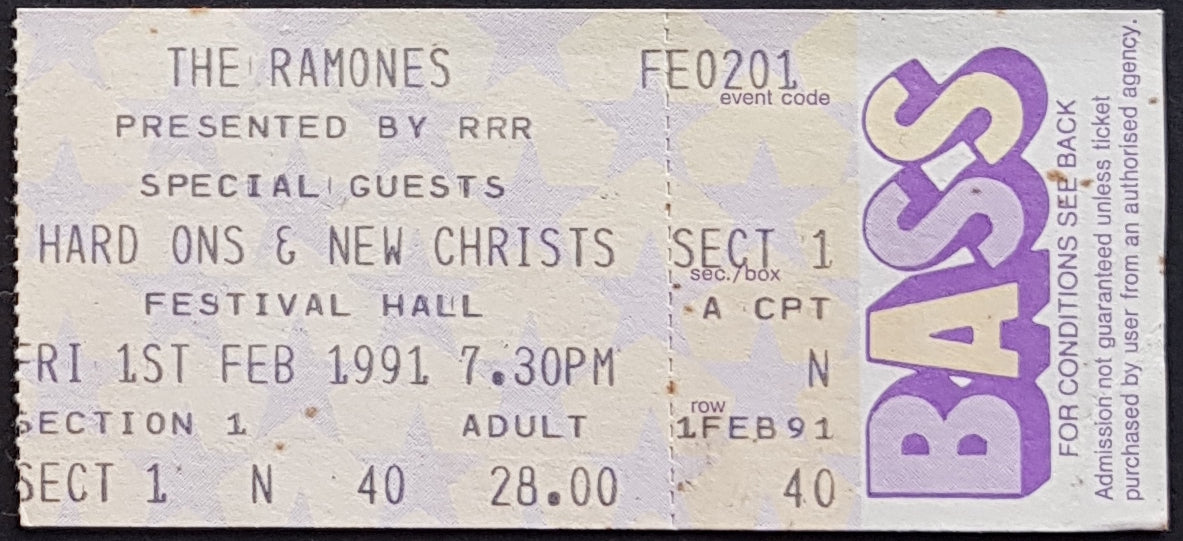 THE RAMONES
PRESENTED BY RRR
SPECIAL GUESTS
HARD ONS & NEW CHRISTS
FESTIVAL HALL
FRI 1ST FEB 1991 7.30PM
SECTION 1 ADULT
SECT 1 N 40 28.00
FE0201
event code
SECT 1
sec./box
A CPT
N
row
1FEB91
40
BASS
FOR CONDITIONS SEE BACK
Admission not guaranteed unless ticket
purchased by user from an authorised agency.